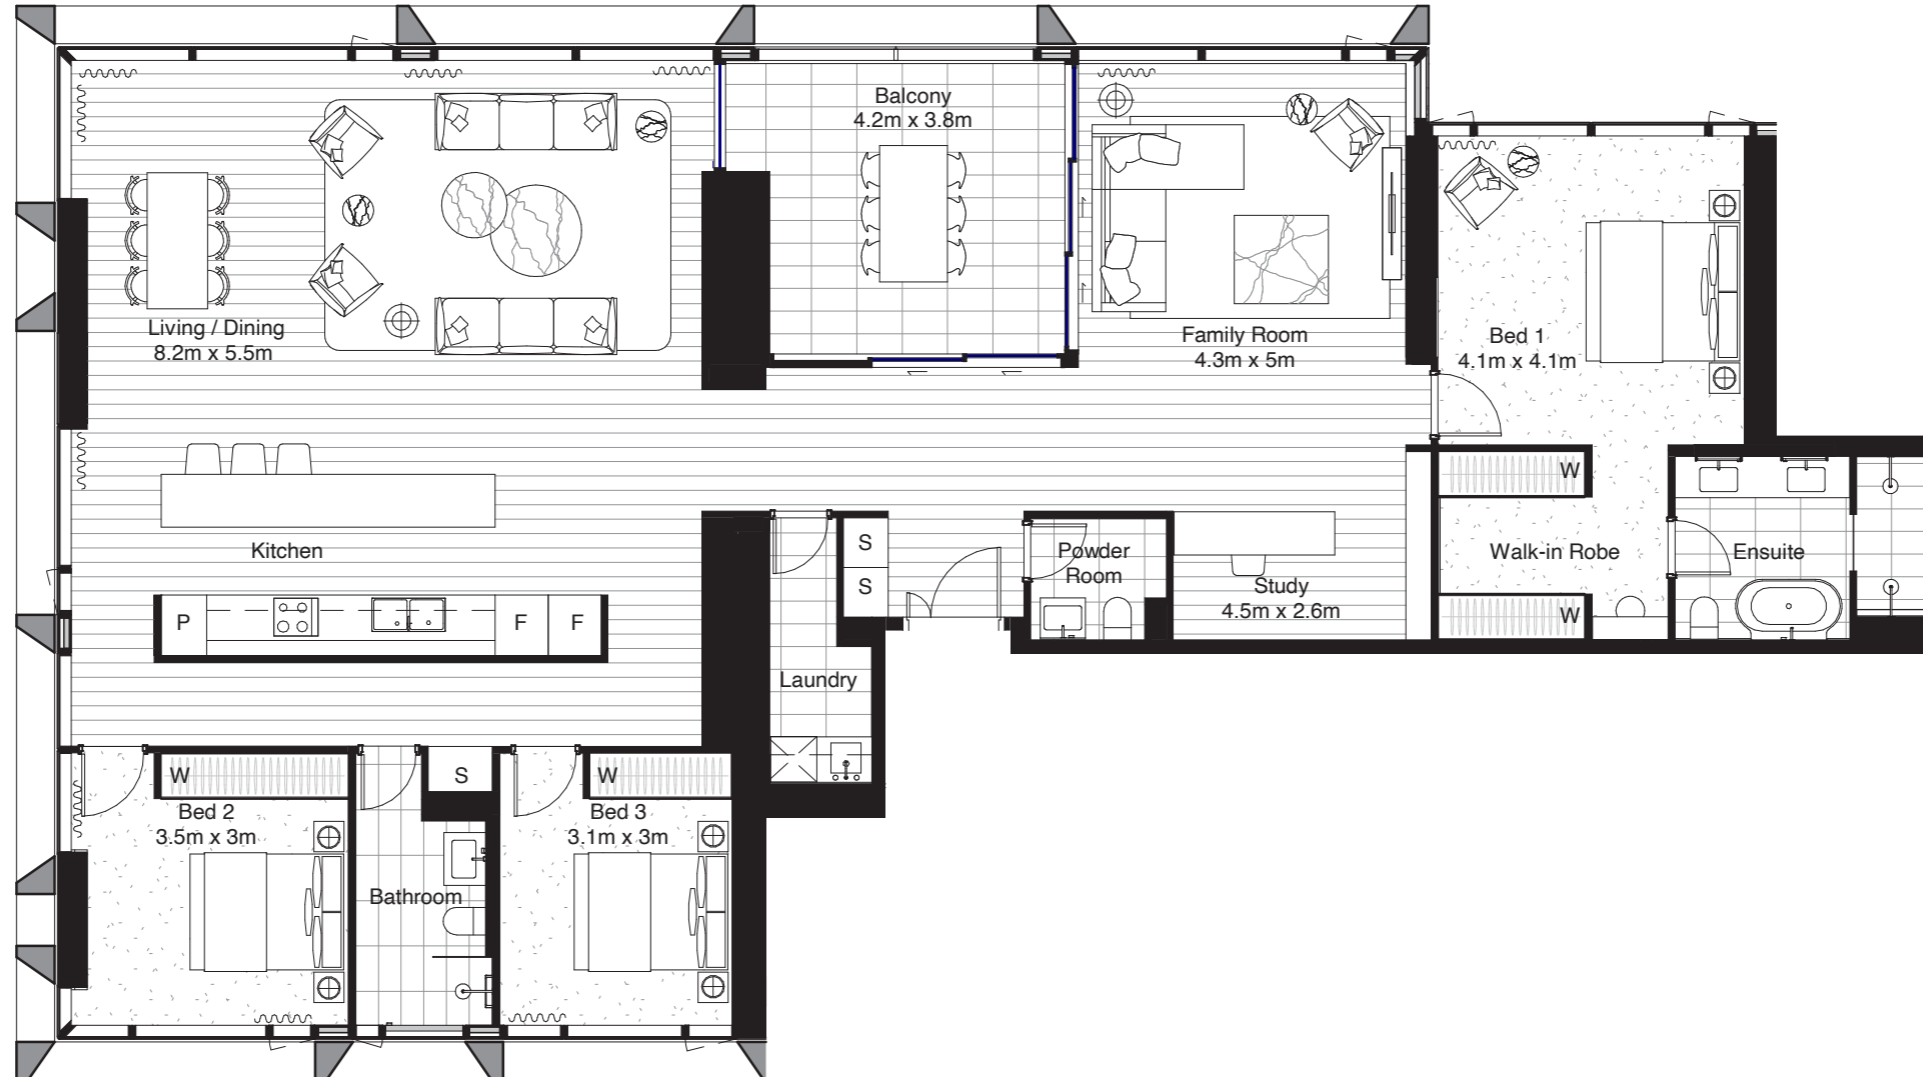 Balcony
4.2m x 3.8m
Living / Dining
8.2m x 5.5m
Family Room
4.3m x 5m
Bed 1
4.1m x 4.1m
W
Kitchen
S
S
Powder
Room
Study
4.5m x 2.6m
Walk-in Robe
Ensuite
W
P
F
F
Laundry
W
S
W
Bed 2
3.5m x 3m
Bed 3
3.1m x 3m
Bathroom